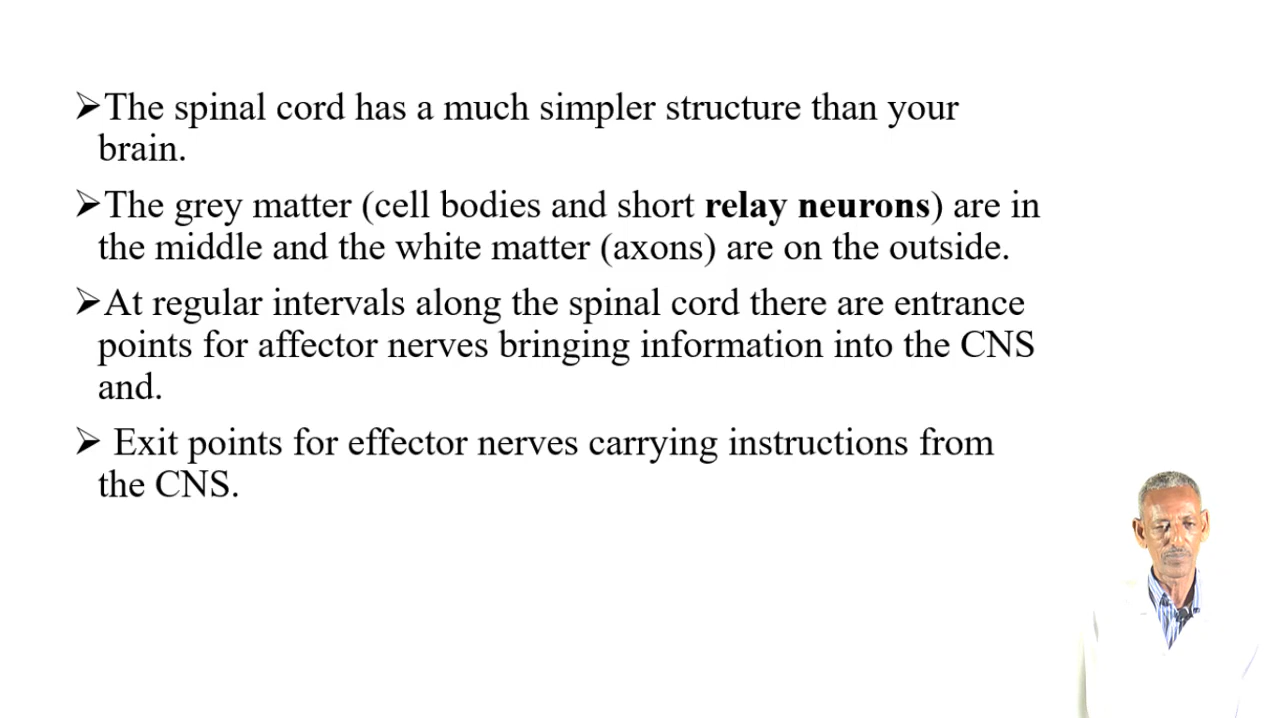 ➢The spinal cord has a much simpler structure than your
brain.
➢The grey matter (cell bodies and short relay neurons) are in
the middle and the white matter (axons) are on the outside.
➢At regular intervals along the spinal cord there are entrance
points for affector nerves bringing information into the CNS
and.
➢ Exit points for effector nerves carrying instructions from
the CNS.